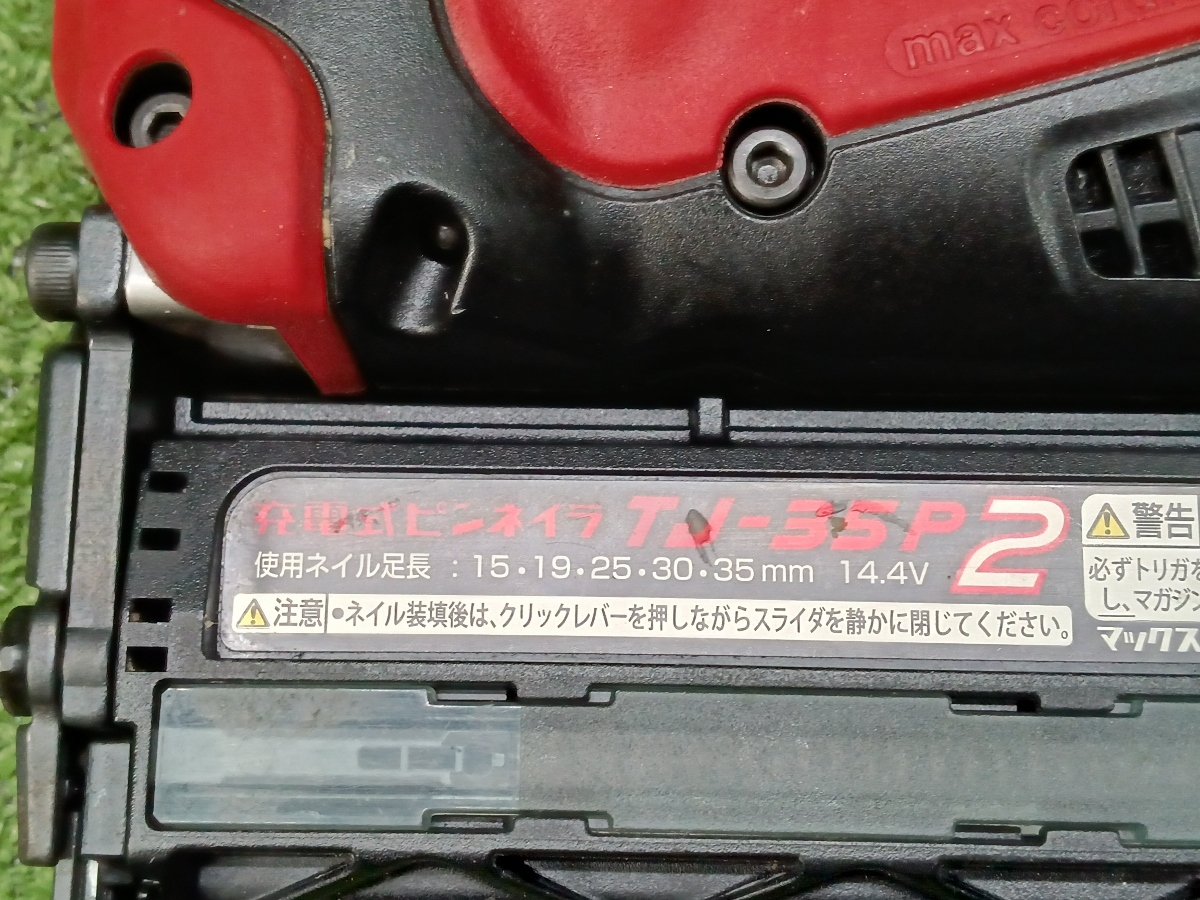 max cord
充電式ピンネイラ TJ-35P2
使用ネイル足長 : 15・19・25・30・35mm 14.4V
注意 •ネイル装填後は、クリックレバーを押しながらスライダを静かに閉じてください。
警告
必ずトリガを
し、マガジン
マックス